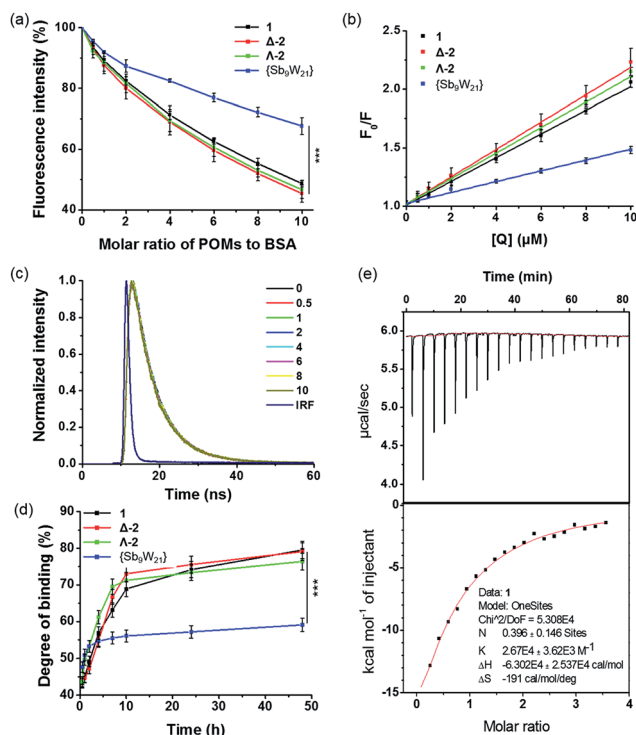 (a)
1
Δ-2
Λ-2
{Sb₉W₂₁}
100
80
60
40
Fluorescence intensity (%)
***
0 2 4 6 8 10
Molar ratio of POMs to BSA
(b)
1
Δ-2
Λ-2
{Sb₉W₂₁}
2.5
2.0
1.5
1.0
F₀/F
0 2 4 6 8 10
[Q] (μM)
(c)
1.0
0.8
0.6
0.4
0.2
0.0
Normalized intensity
0
0.5
1
2
4
6
8
10
IRF
0 20 40 60
Time (ns)
(d)
1
Δ-2
Λ-2
{Sb₉W₂₁}
90
80
70
60
50
40
Degree of binding (%)
***
0 10 20 30 40 50
Time (h)
(e)
Time (min)
0 10 20 30 40 50 60 70 80
6.0
5.5
5.0
4.5
4.0
µcal/sec
0
-5
-10
-15
kcal mol⁻¹ of injectant
Data: 1
Model: OneSites
Chi^2/DoF = 5.308E4
N 0.396 ± 0.146 Sites
K 2.67E4 ± 3.62E3 M⁻¹
ΔH -6.302E4 ± 2.537E4 cal/mol
ΔS -191 cal/mol/deg
0 1 2 3 4
Molar ratio